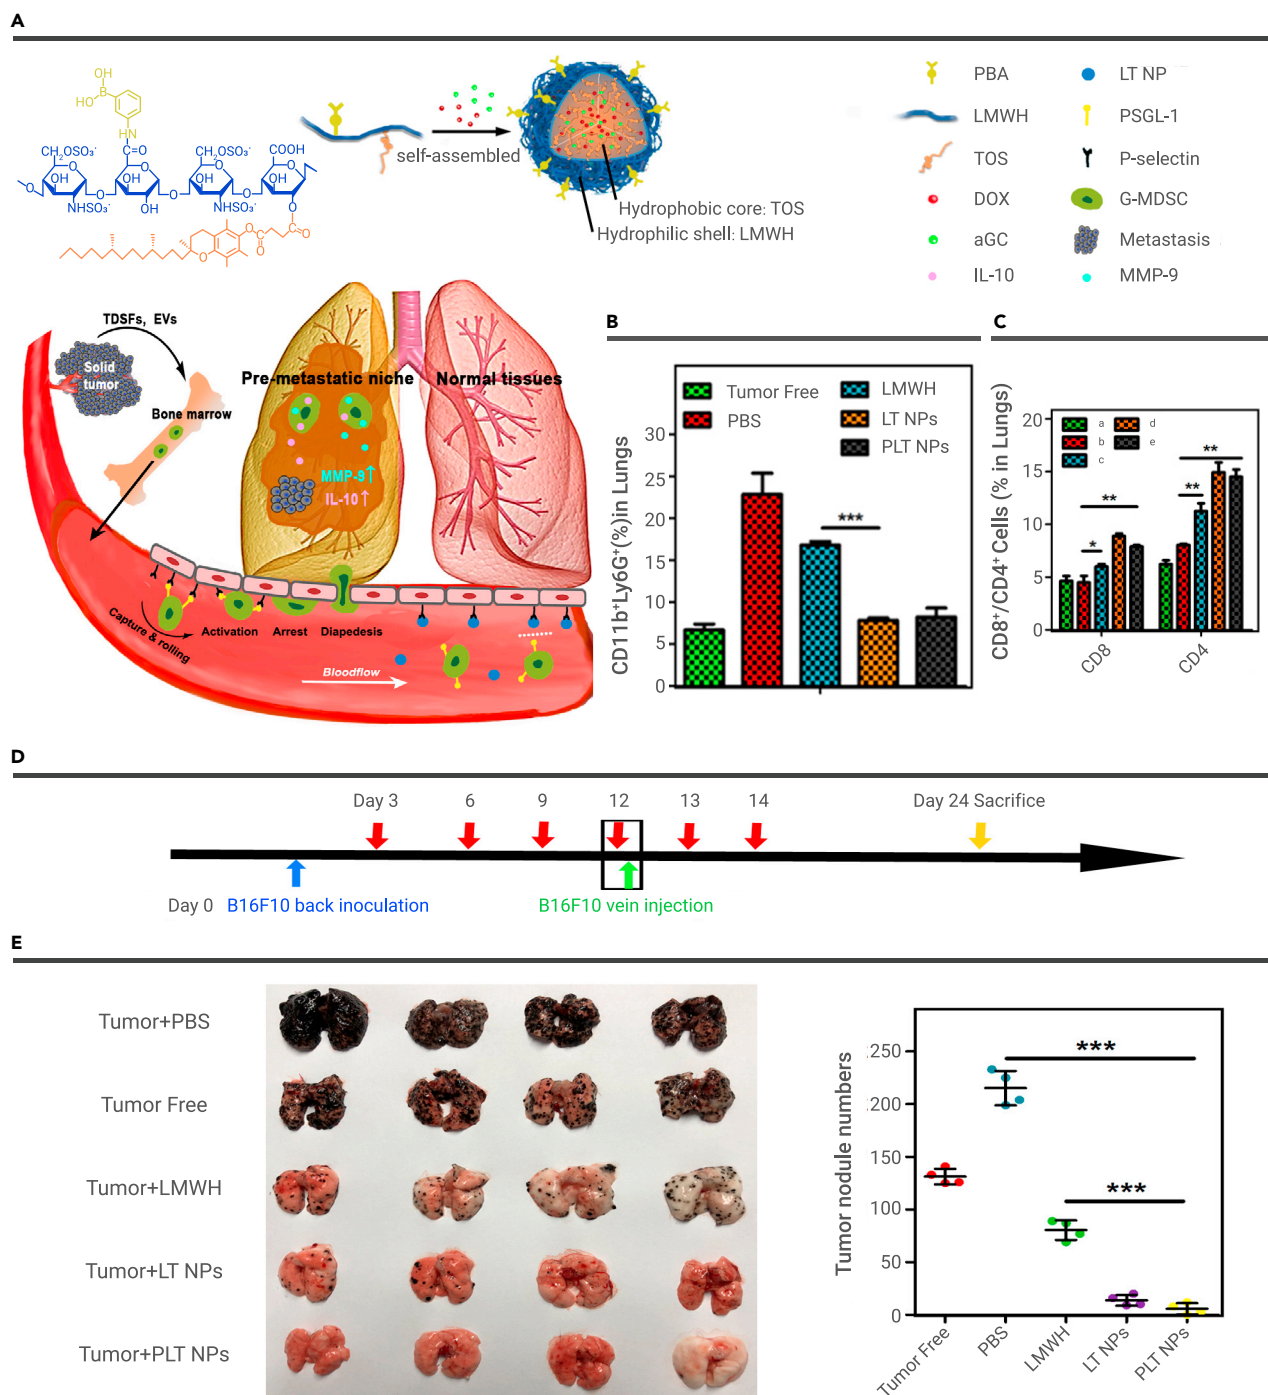 A
OH
HO
B
HN
C=O
CH₂OSO₃⁻
CH₂OSO₃⁻
COOH
O
OH
OH
OH
OH
NHSO₃⁻
OH
NHSO₃⁻
OH
O
O
O
C=O
self-assembled
Hydrophobic core: TOS
Hydrophilic shell: LMWH
PBA
LMWH
TOS
DOX
aGC
IL-10
LT NP
PSGL-1
P-selectin
G-MDSC
Metastasis
MMP-9
TDSFs, EVs
Solid
tumor
Bone marrow
Pre-metastatic niche
Normal tissues
MMP-9↑
IL-10↑
Capture & rolling
Activation
Arrest
Diapedesis
Bloodflow
B
CD11b⁺Ly6G⁺(%)in Lungs
Tumor Free
PBS
LMWH
LT NPs
PLT NPs
30
25
20
15
10
5
0
***
C
CD8⁺/CD4⁺ Cells (% in Lungs)
a
b
c
d
e
20
15
10
5
0
*
**
**
**
CD8
CD4
D
Day 3
6
9
12
13
14
Day 24 Sacrifice
Day 0
B16F10 back inoculation
B16F10 vein injection
E
Tumor+PBS
Tumor Free
Tumor+LMWH
Tumor+LT NPs
Tumor+PLT NPs
Tumor nodule numbers
250
200
150
100
50
0
***
***
Tumor Free
PBS
LMWH
LT NPs
PLT NPs